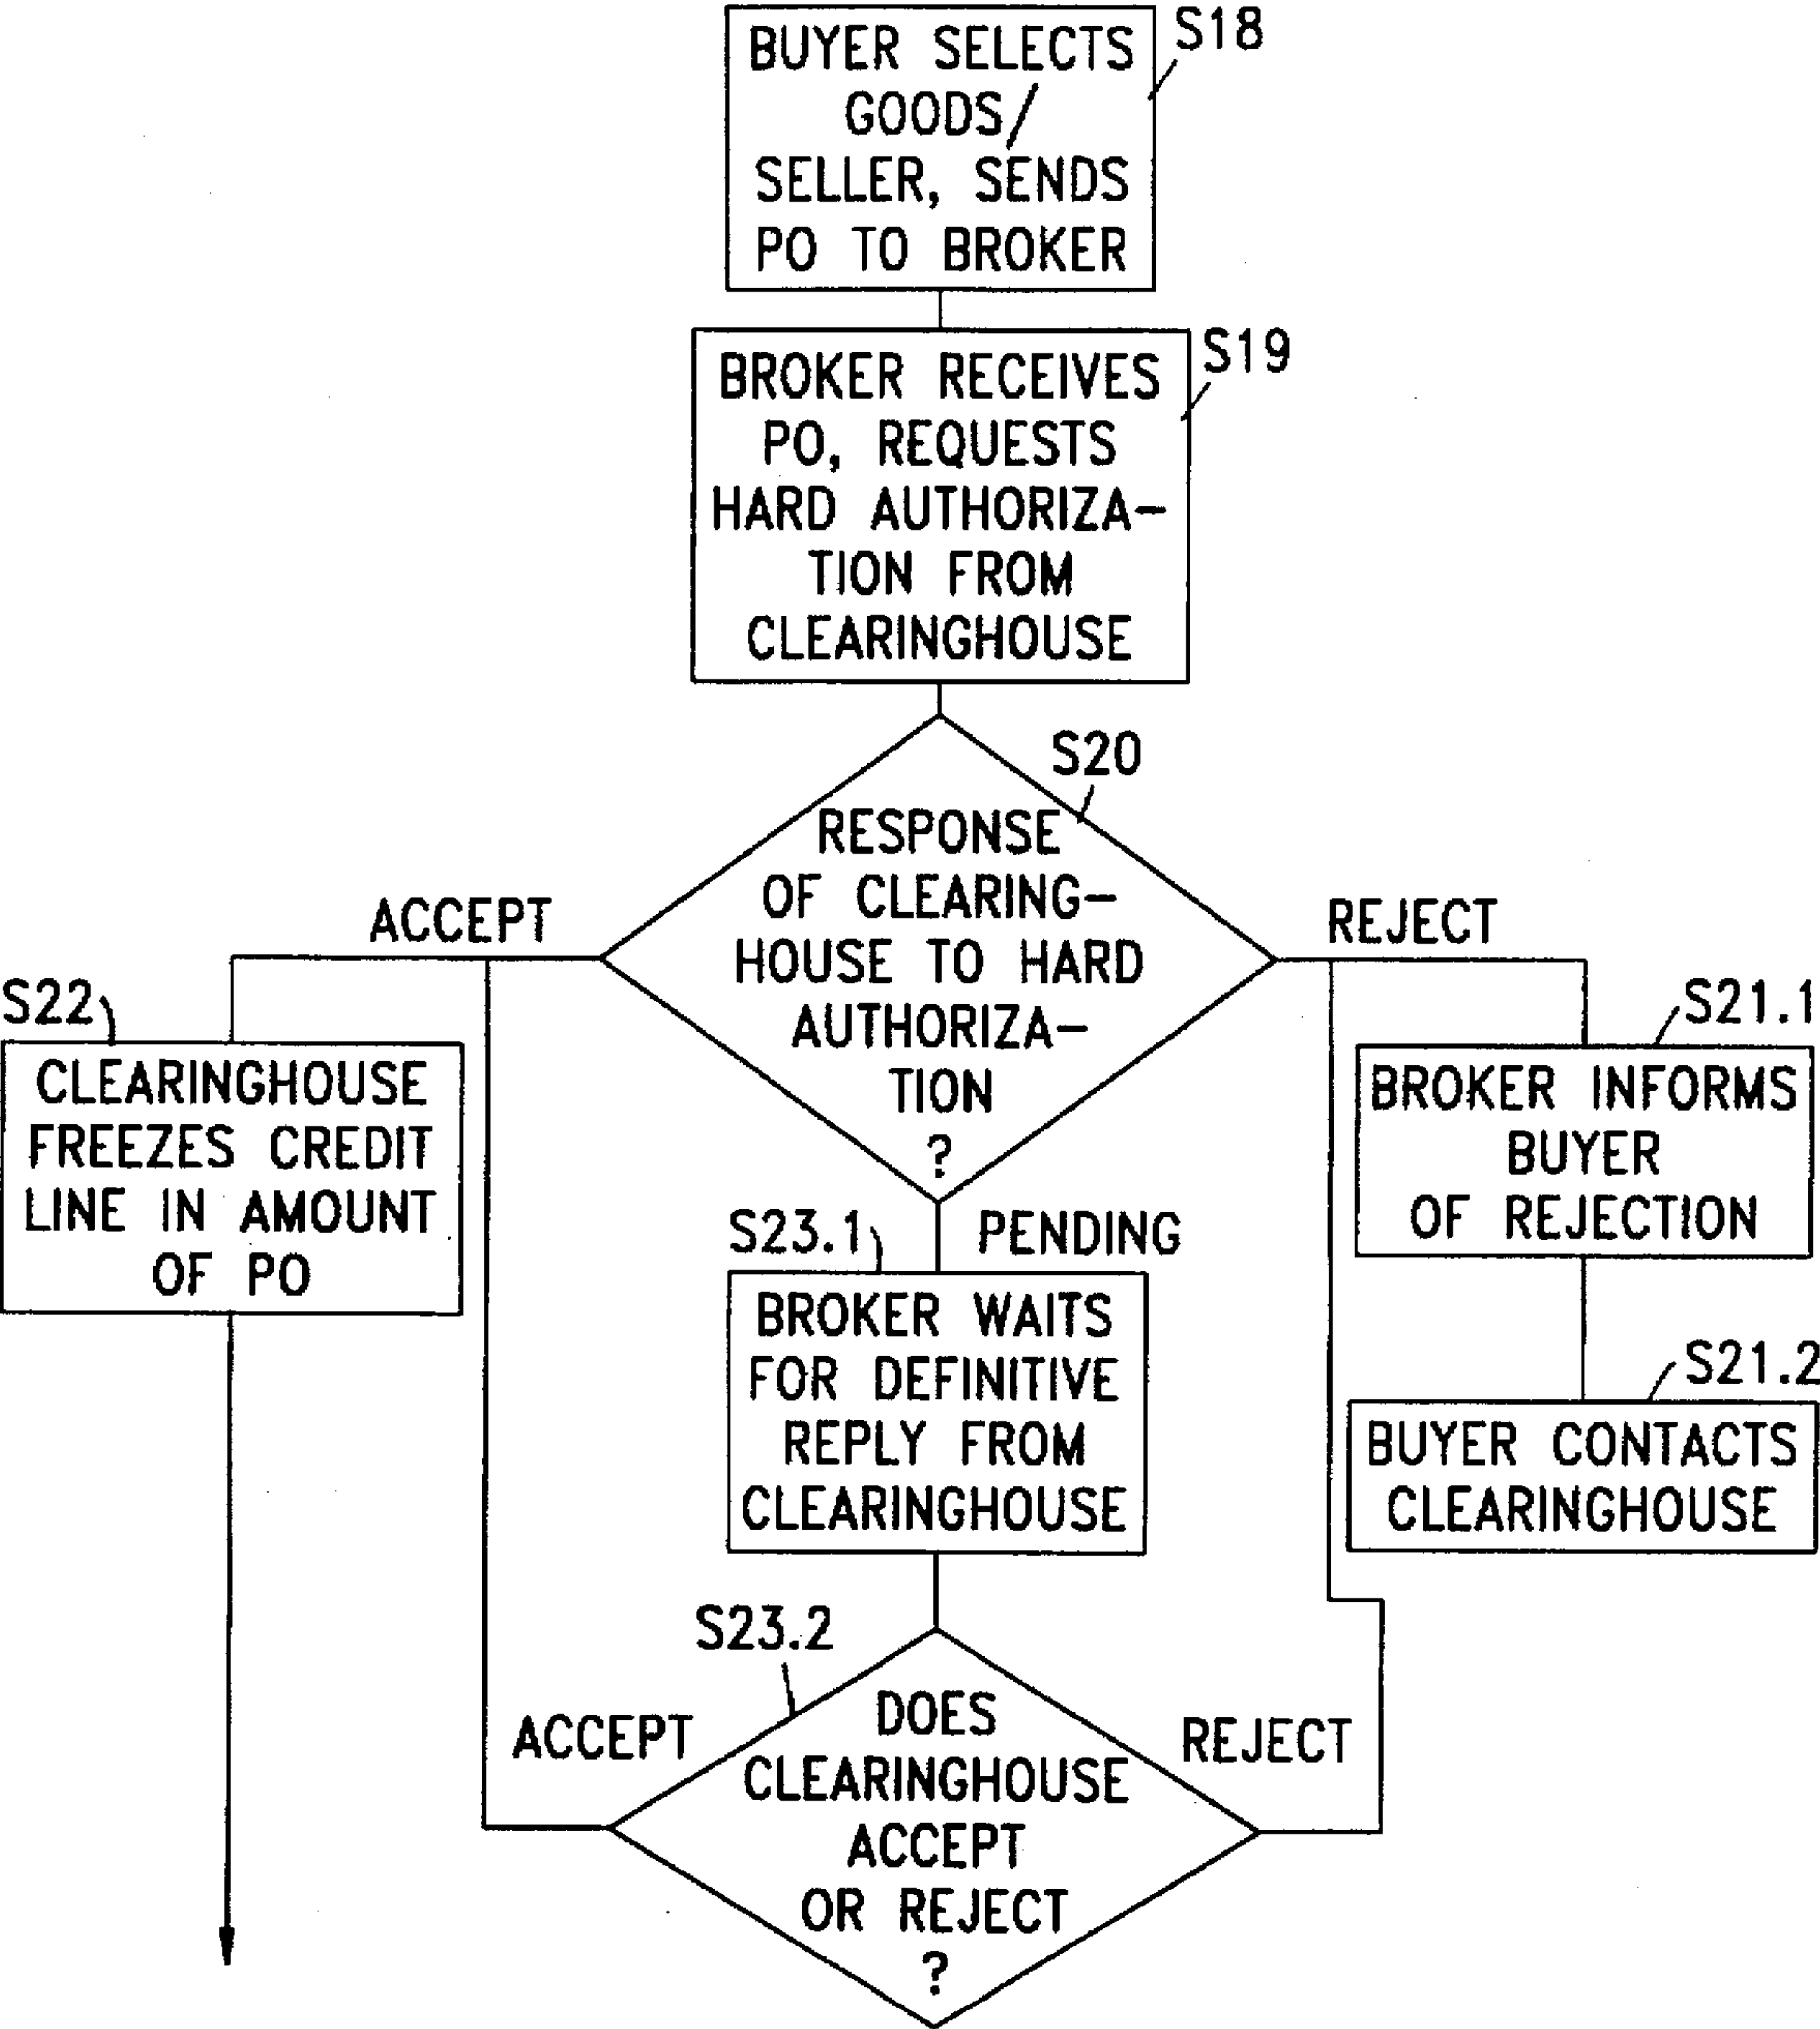 BUYER SELECTS
GOODS/
SELLER, SENDS
PO TO BROKER
S18
BROKER RECEIVES
PO, REQUESTS
HARD AUTHORIZA-
TION FROM
CLEARINGHOUSE
S19
S20
RESPONSE
OF CLEARING-
HOUSE TO HARD
AUTHORIZA-
TION
?
ACCEPT
REJECT
S22
CLEARINGHOUSE
FREEZES CREDIT
LINE IN AMOUNT
OF PO
S21.1
BROKER INFORMS
BUYER
OF REJECTION
S23.1
PENDING
BROKER WAITS
FOR DEFINITIVE
REPLY FROM
CLEARINGHOUSE
S21.2
BUYER CONTACTS
CLEARINGHOUSE
S23.2
ACCEPT
REJECT
DOES
CLEARINGHOUSE
ACCEPT
OR REJECT
?